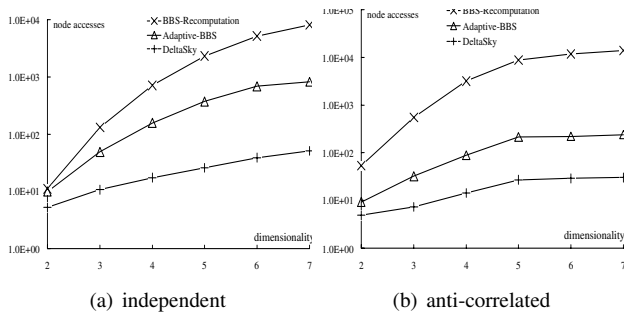 node accesses
BBS-Recomputation
Adaptive-BBS
DeltaSky
1.0E+04
1.0E+03
1.0E+02
1.0E+01
1.0E+00
dimensionality
2 3 4 5 6 7
(a) independent
node accesses
BBS-Recomputation
Adaptive-BBS
DeltaSky
1.0E+05
1.0E+04
1.0E+03
1.0E+02
1.0E+01
1.0E+00
dimensionality
2 3 4 5 6 7
(b) anti-correlated